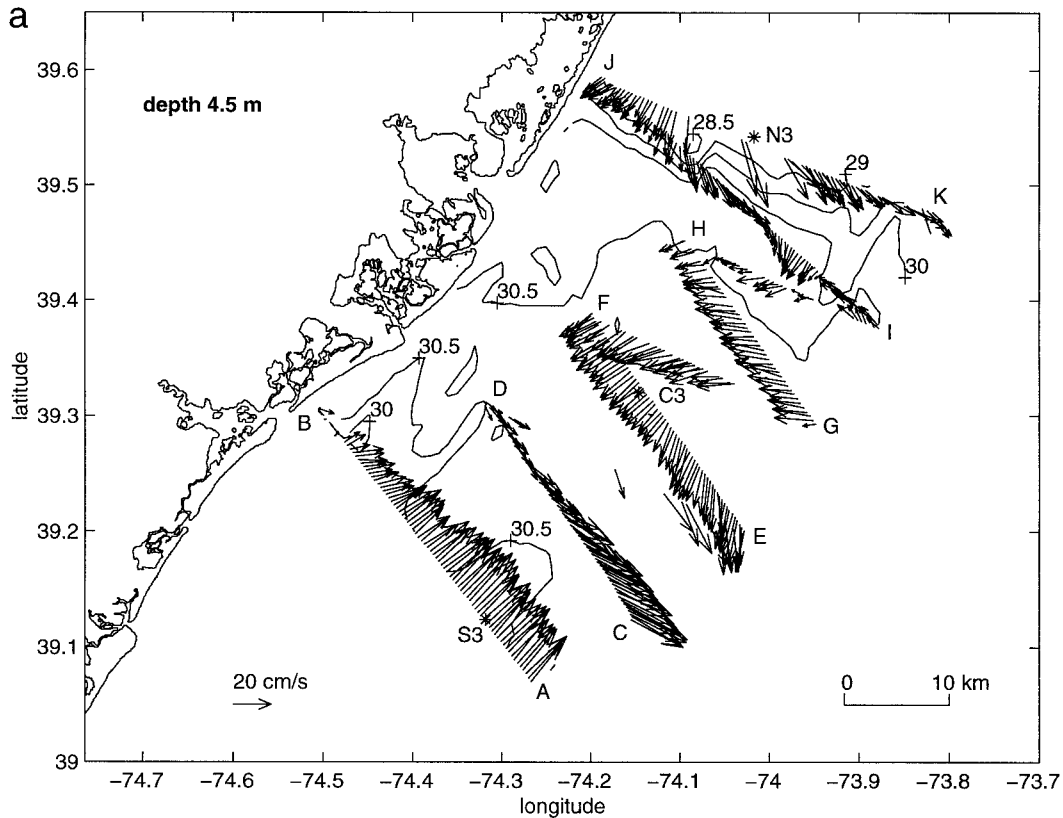 a
depth 4.5 m
latitude
39.6
39.5
39.4
39.3
39.2
39.1
39
J
28.5
N3
29
K
H
30
30.5
F
I
30.5
D
C3
30
B
G
30.5
E
S3
C
A
20 cm/s
0 10 km
−74.7 −74.6 −74.5 −74.4 −74.3 −74.2 −74.1 −74 −73.9 −73.8 −73.7
longitude